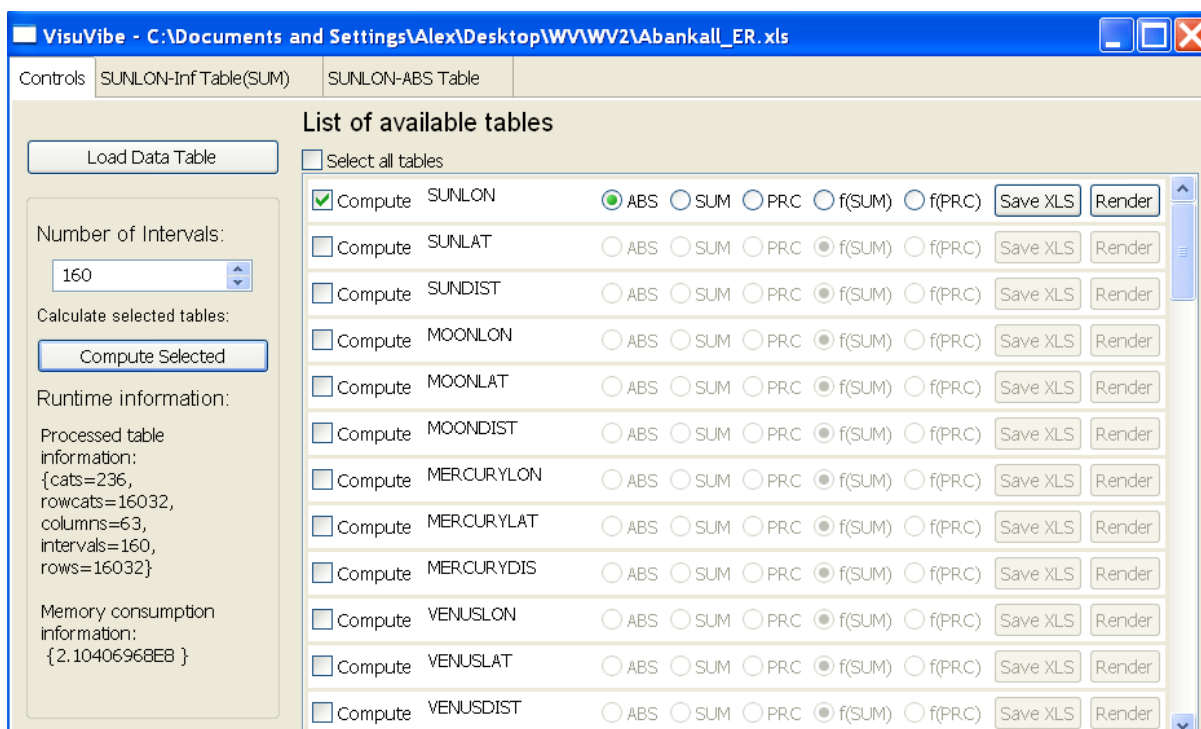 VisuVibe - C:\Documents and Settings\Alex\Desktop\WV\WV2\Abankall_ER.xls
Controls SUNLON-Inf Table(SUM) SUNLON-ABS Table
List of available tables
Load Data Table
Select all tables
Number of Intervals:
160
Calculate selected tables:
Compute Selected
Runtime information:
Processed table
information:
{cats=236,
rowcats=16032,
columns=63,
intervals=160,
rows=16032}
Memory consumption
information:
{2.10406968E8 }
Compute SUNLON ABS SUM PRC f(SUM) f(PRC) Save XLS Render
Compute SUNLAT ABS SUM PRC f(SUM) f(PRC) Save XLS Render
Compute SUNDIST ABS SUM PRC f(SUM) f(PRC) Save XLS Render
Compute MOONLON ABS SUM PRC f(SUM) f(PRC) Save XLS Render
Compute MOONLAT ABS SUM PRC f(SUM) f(PRC) Save XLS Render
Compute MOONDIST ABS SUM PRC f(SUM) f(PRC) Save XLS Render
Compute MERCURYLON ABS SUM PRC f(SUM) f(PRC) Save XLS Render
Compute MERCURYLAT ABS SUM PRC f(SUM) f(PRC) Save XLS Render
Compute MERCURYDIS ABS SUM PRC f(SUM) f(PRC) Save XLS Render
Compute VENUSLON ABS SUM PRC f(SUM) f(PRC) Save XLS Render
Compute VENUSLAT ABS SUM PRC f(SUM) f(PRC) Save XLS Render
Compute VENUSDIST ABS SUM PRC f(SUM) f(PRC) Save XLS Render